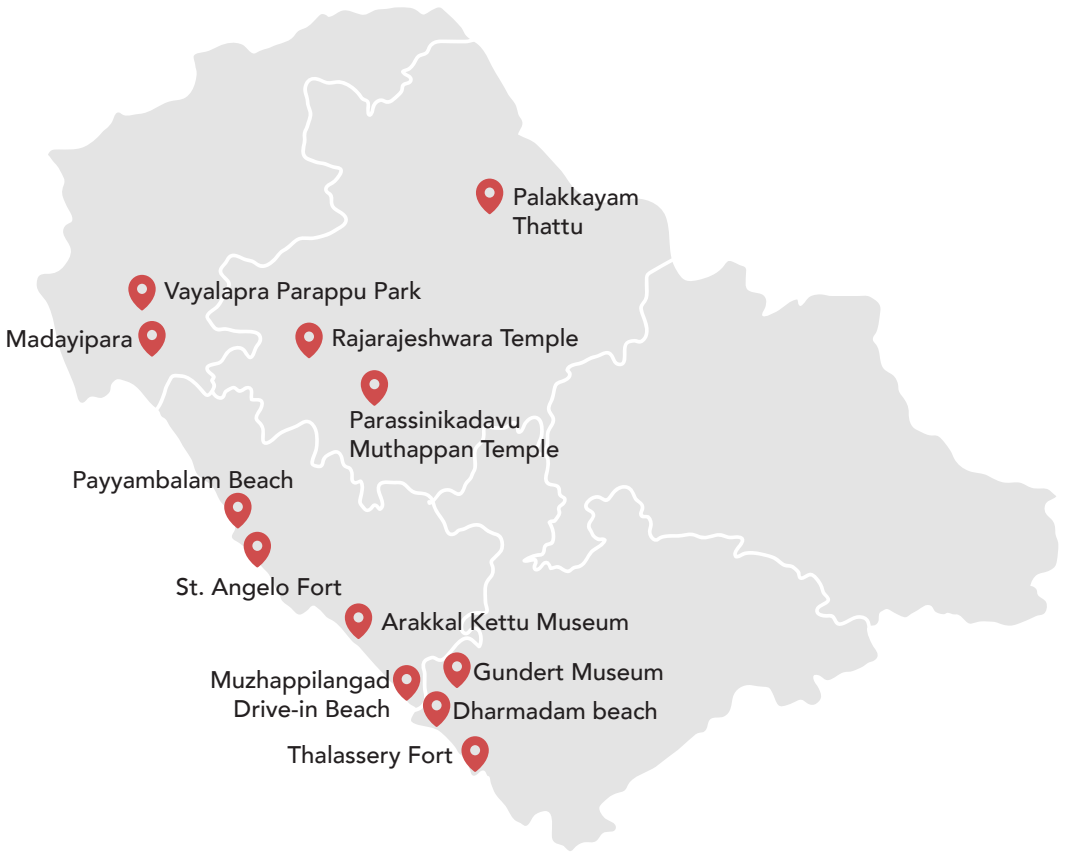 Palakkayam
Thattu
Vayalapra Parappu Park
Madayipara
Rajarajeshwara Temple
Parassinikadavu
Muthappan Temple
Payyambalam Beach
St. Angelo Fort
Arakkal Kettu Museum
Gundert Museum
Muzhappilangad
Drive-in Beach
Dharmadam beach
Thalassery Fort